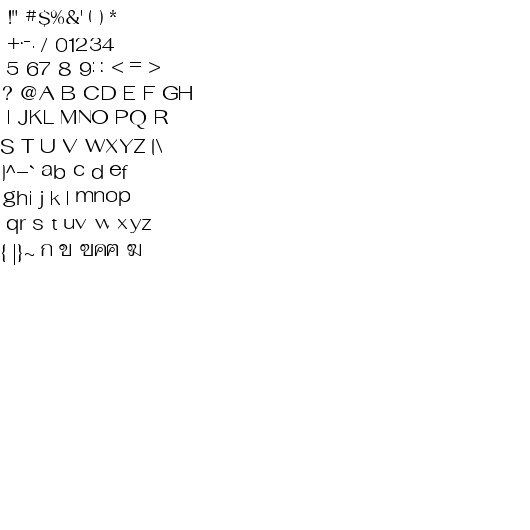 !" #$%&' ( ) *
+,-. / 01234
5 67 8 9: : < = >
? @A B CD E F GH
I JKL MNO PQ R
S T U V WXYZ [\
]^_` ab c d ef
ghi j k l mnop
qr s t uv w xyz
{ |}~ ก ข ฃคฅ ฆ